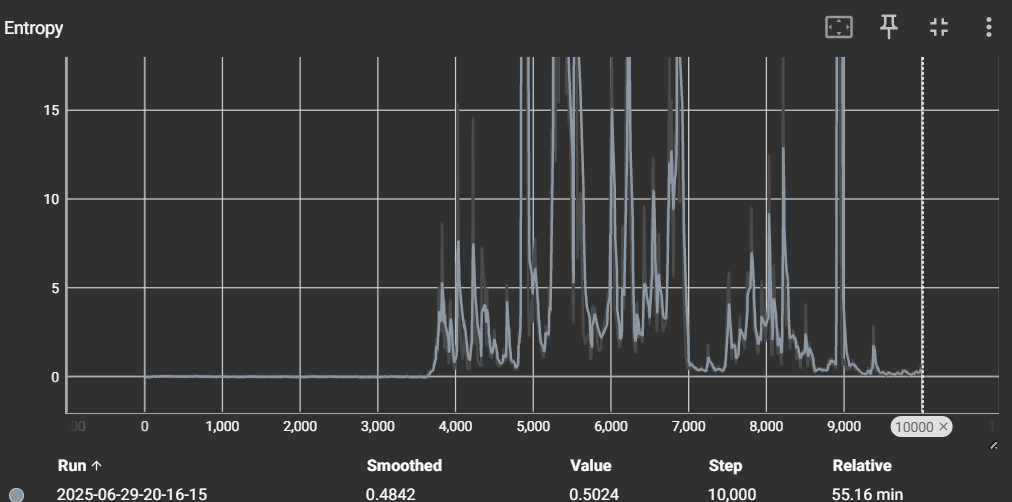 Entropy
15
10
5
0
00 0 1,000 2,000 3,000 4,000 5,000 6,000 7,000 8,000 9,000 10000 × 1
Run ↑ Smoothed Value Step Relative
2025-06-29-20-16-15 0.4842 0.5024 10,000 55.16 min